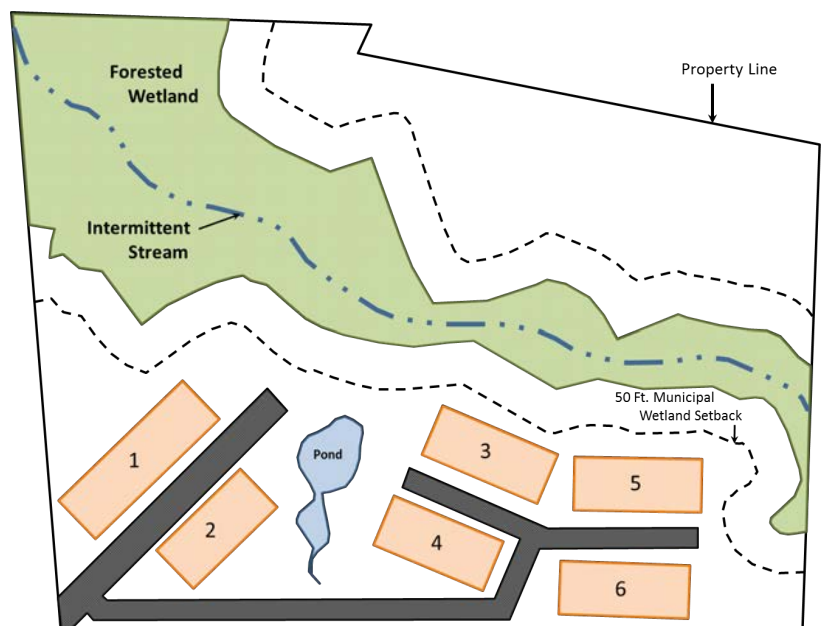 Forested
Wetland
Property Line
Intermittent
Stream
50 Ft. Municipal
Wetland Setback
Pond
1
2
3
4
5
6